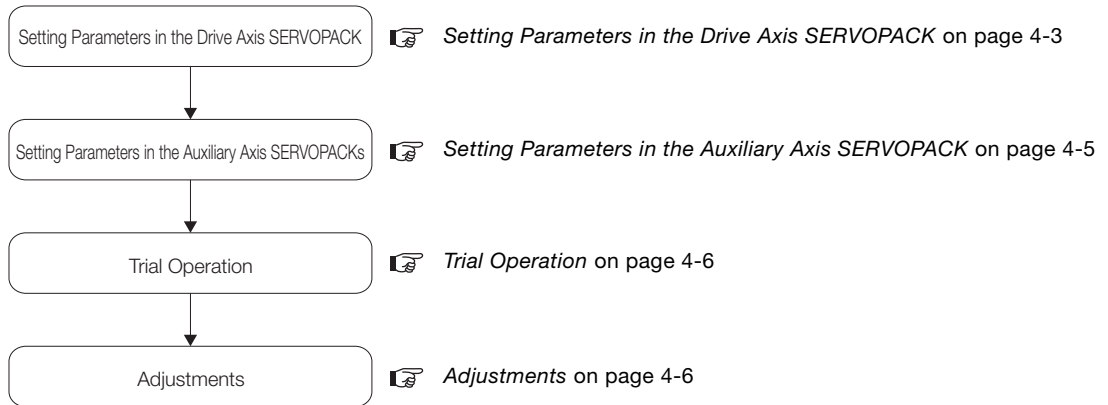 Setting Parameters in the Drive Axis SERVOPACK
Setting Parameters in the Drive Axis SERVOPACK on page 4-3
Setting Parameters in the Auxiliary Axis SERVOPACKs
Setting Parameters in the Auxiliary Axis SERVOPACK on page 4-5
Trial Operation
Trial Operation on page 4-6
Adjustments
Adjustments on page 4-6